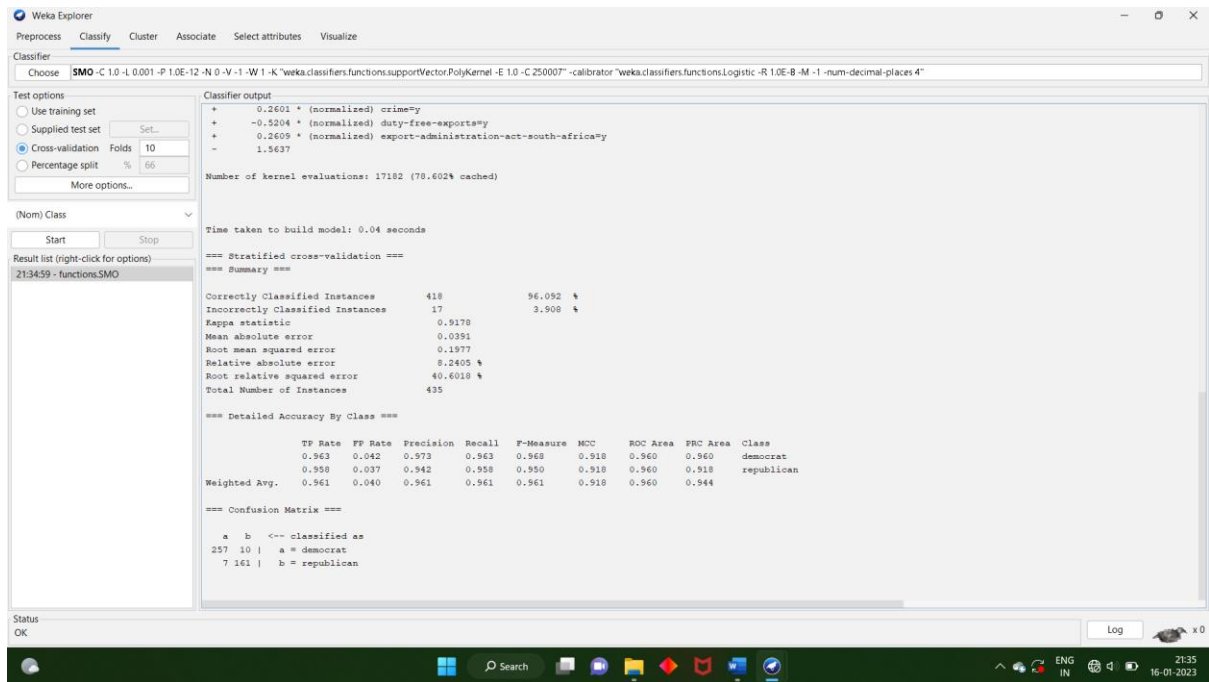 Weka Explorer
Preprocess Classify Cluster Associate Select attributes Visualize
Classifier
Choose SMO -C 1.0 -L 0.001 -P 1.0E-12 -N 0 -V -1 -W 1 -K "weka.classifiers.functions.supportVector.PolyKernel -E 1.0 -C 250007" -calibrator "weka.classifiers.functions.Logistic -R 1.0E-8 -M -1 -num-decimal-places 4"
Test options
Use training set
Supplied test set Set...
Cross-validation Folds 10
Percentage split % 66
More options...
(Nom) Class
Start Stop
Result list (right-click for options)
21:34:59 - functions.SMO
Classifier output
+ 0.2601 * (normalized) crime=y
+ -0.5204 * (normalized) duty-free-exports=y
+ 0.2609 * (normalized) export-administration-act-south-africa=y
- 1.5637
Number of kernel evaluations: 17182 (78.602% cached)
Time taken to build model: 0.04 seconds
=== Stratified cross-validation ===
=== Summary ===
Correctly Classified Instances 418 96.092 %
Incorrectly Classified Instances 17 3.908 %
Kappa statistic 0.9178
Mean absolute error 0.0391
Root mean squared error 0.1977
Relative absolute error 8.2405 %
Root relative squared error 40.6018 %
Total Number of Instances 435
=== Detailed Accuracy By Class ===
TP Rate FP Rate Precision Recall F-Measure MCC ROC Area PRC Area Class
0.963 0.042 0.973 0.963 0.968 0.918 0.960 0.960 democrat
0.958 0.037 0.942 0.958 0.950 0.918 0.960 0.918 republican
Weighted Avg. 0.961 0.040 0.961 0.961 0.961 0.918 0.960 0.944
=== Confusion Matrix ===
a b <-- classified as
257 10 | a = democrat
7 161 | b = republican
Status
OK
Log x 0
Search
ENG
IN
21:35
16-01-2023